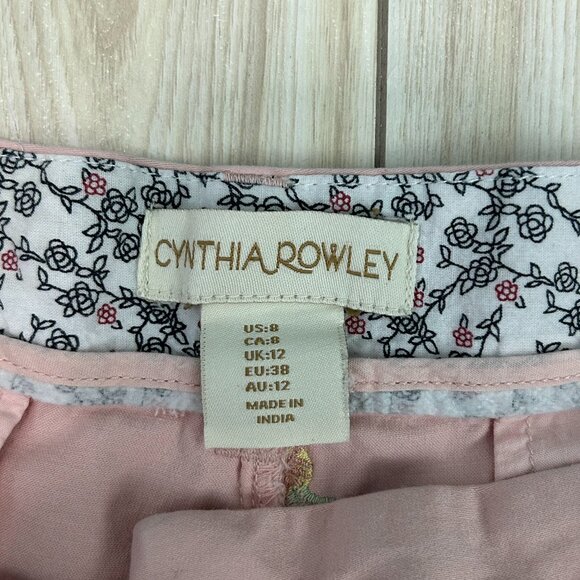 CYNTHIA ROWLEY
US:8
CA:8
UK:12
EU:38
AU:12
MADE IN
INDIA